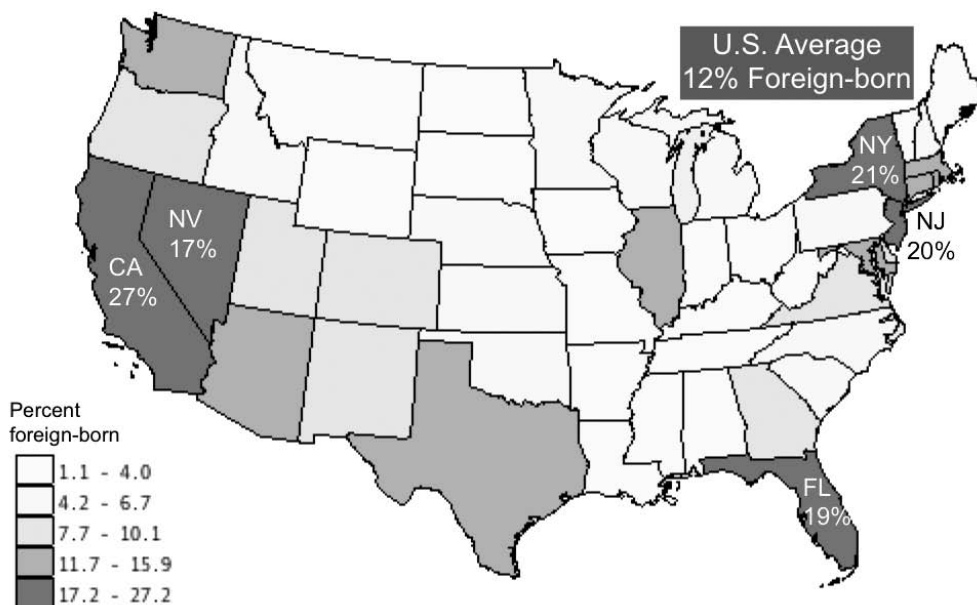 U.S. Average
12% Foreign-born
NY
21%
NJ
20%
NV
17%
CA
27%
FL
19%
Percent
foreign-born
1.1 - 4.0
4.2 - 6.7
7.7 - 10.1
11.7 - 15.9
17.2 - 27.2